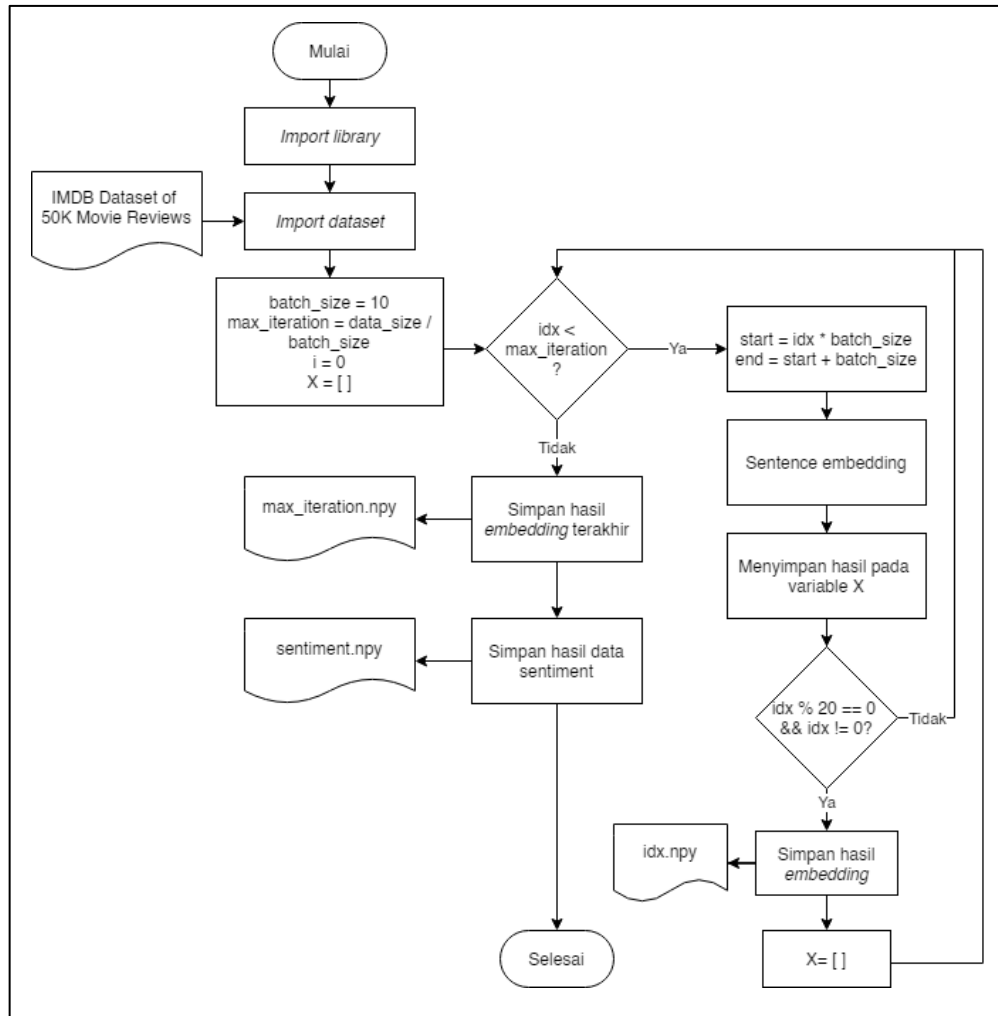 Mulai
Import library
IMDB Dataset of
50K Movie Reviews
Import dataset
batch_size = 10
max_iteration = data_size /
batch_size
i = 0
X = [ ]
idx <
max_iteration
?
Ya
start = idx * batch_size
end = start + batch_size
Sentence embedding
Menyimpan hasil pada
variable X
idx % 20 == 0
&& idx != 0?
Tidak
Ya
Simpan hasil
embedding
idx.npy
X= [ ]
Tidak
Simpan hasil
embedding terakhir
max_iteration.npy
Simpan hasil data
sentiment
sentiment.npy
Selesai